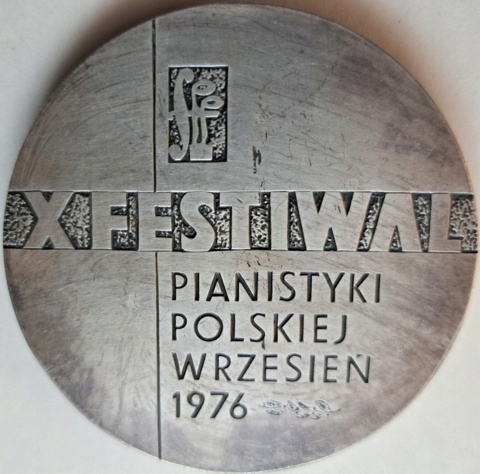 X FESTIWAL
PIANISTYKI
POLSKIEJ
WRZESIEŃ
1976